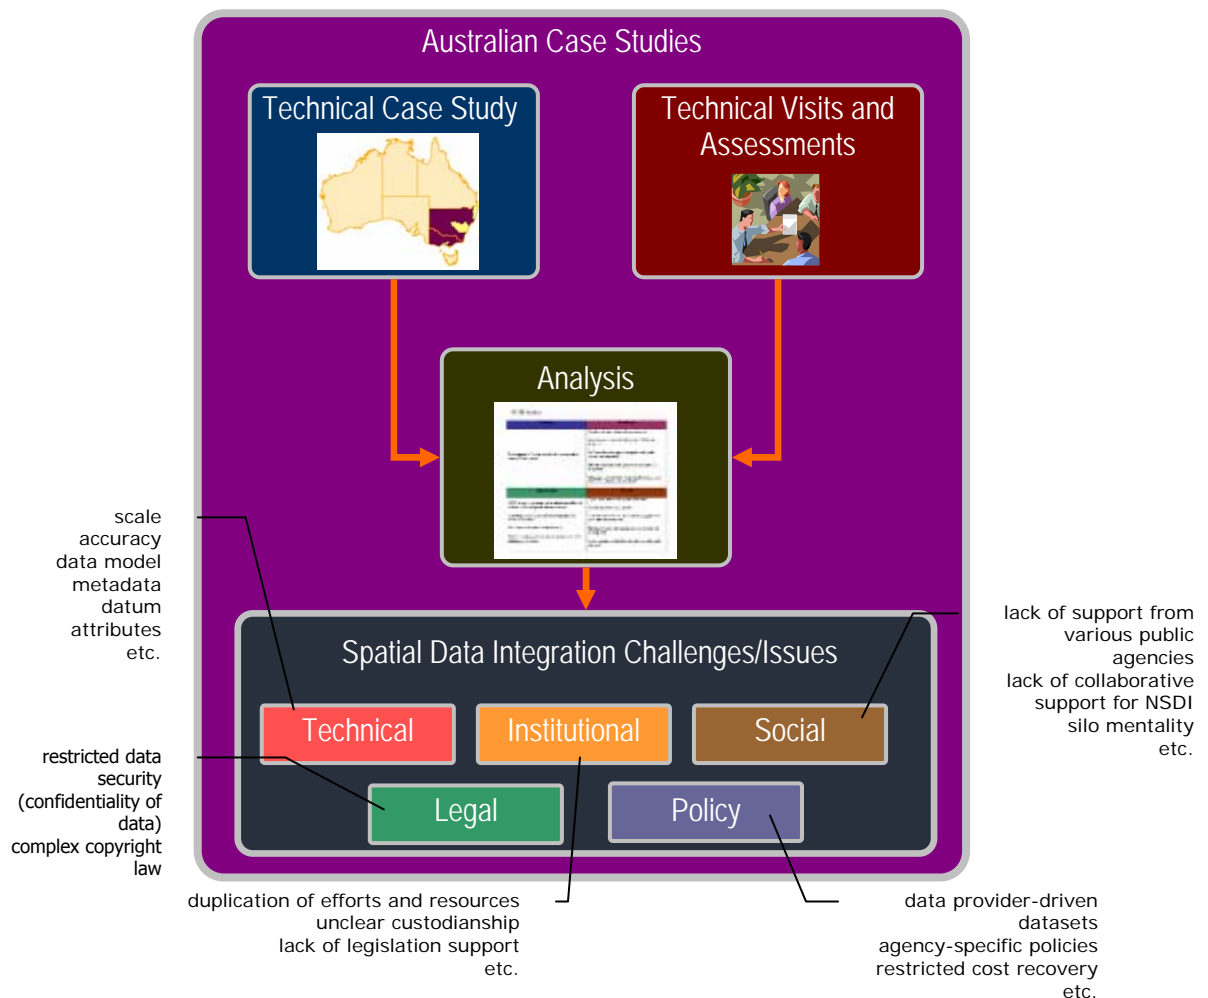 Australian Case Studies
Technical Case Study
Technical Visits and
Assessments
Analysis
scale
accuracy
data model
metadata
datum
attributes
etc.
Spatial Data Integration Challenges/Issues
Technical
Institutional
Social
Legal
Policy
lack of support from
various public
agencies
lack of collaborative
support for NSDI
silo mentality
etc.
restricted data
security
(confidentiality of
data)
complex copyright
law
duplication of efforts and resources
unclear custodianship
lack of legislation support
etc.
data provider-driven
datasets
agency-specific policies
restricted cost recovery
etc.